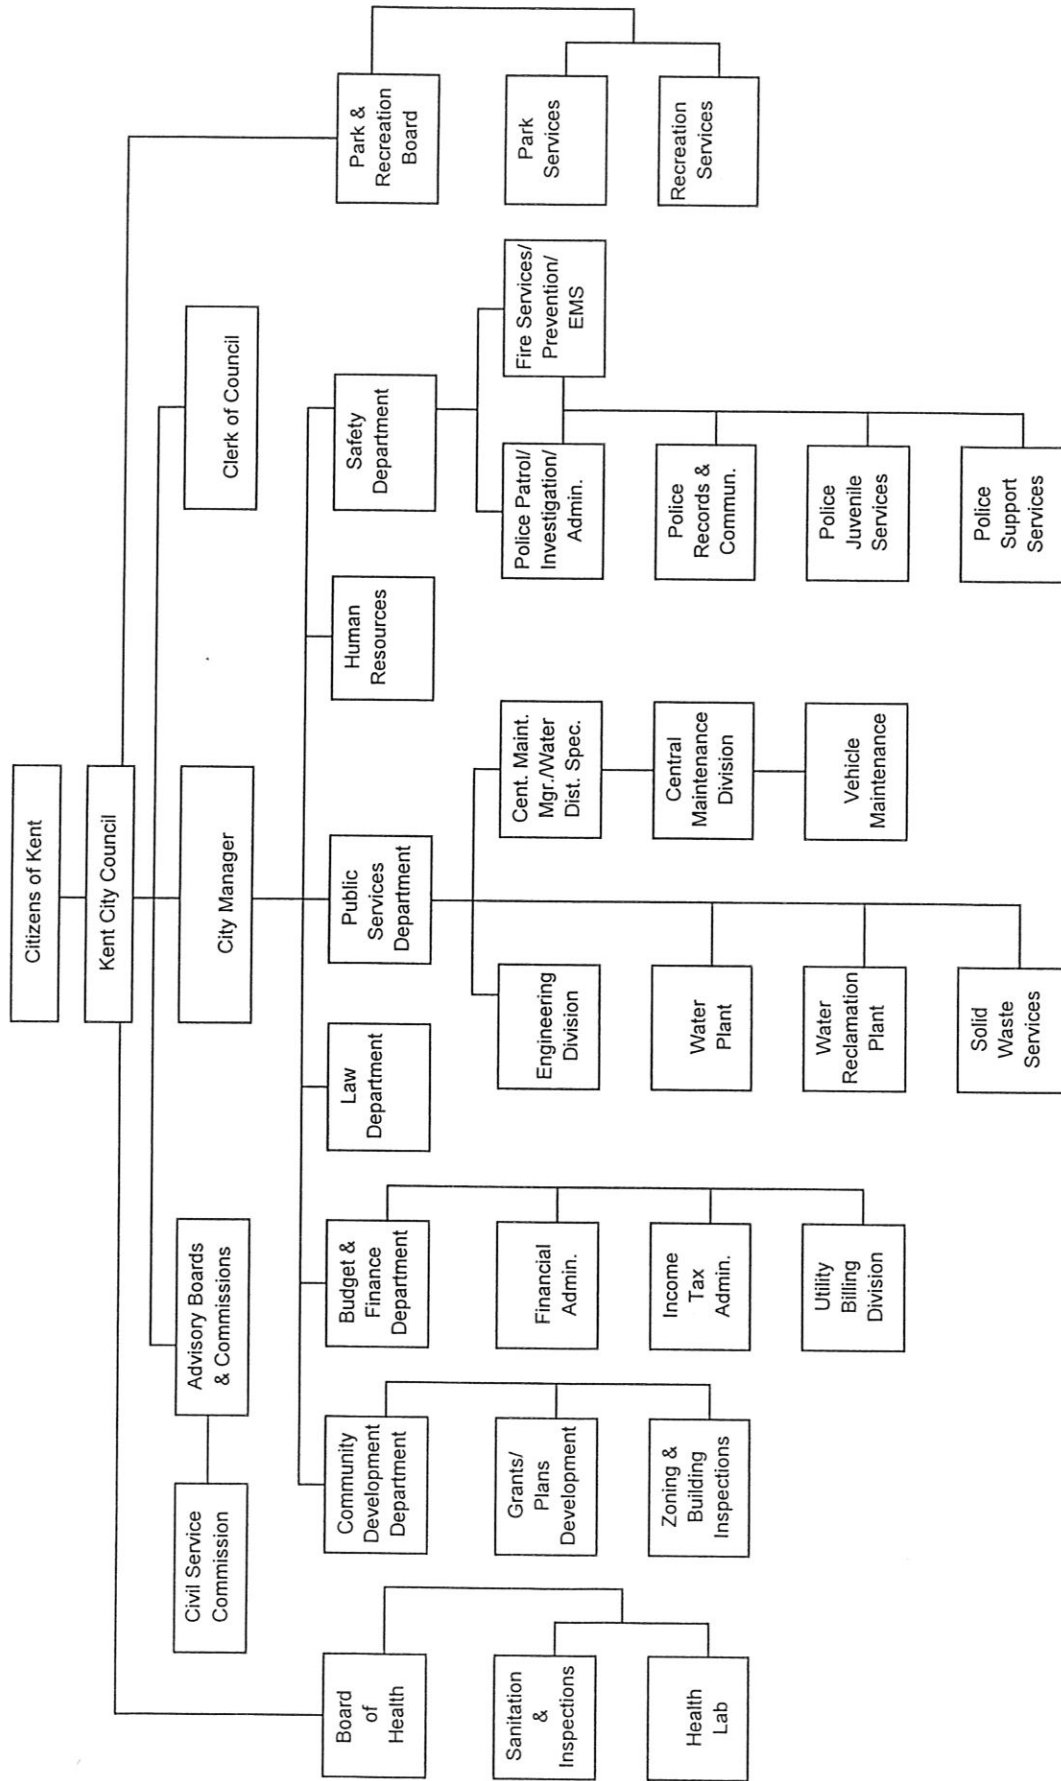 Citizens of Kent
Kent City Council
Civil Service
Commission
Advisory Boards
& Commissions
City Manager
Clerk of Council
Board
of
Health
Community
Development
Department
Budget &
Finance
Department
Law
Department
Public
Services
Department
Human
Resources
Safety
Department
Park &
Recreation
Board
Sanitation
&
Inspections
Grants/
Plans
Development
Financial
Admin.
Engineering
Division
Cent. Maint.
Mgr./Water
Dist. Spec.
Police Patrol/
Investigation/
Admin.
Fire Services/
Prevention/
EMS
Park
Services
Health
Lab
Zoning &
Building
Inspections
Income
Tax
Admin.
Water
Plant
Central
Maintenance
Division
Police
Records &
Commun.
Recreation
Services
Utility
Billing
Division
Water
Reclamation
Plant
Vehicle
Maintenance
Police
Juvenile
Services
Solid
Waste
Services
Police
Support
Services